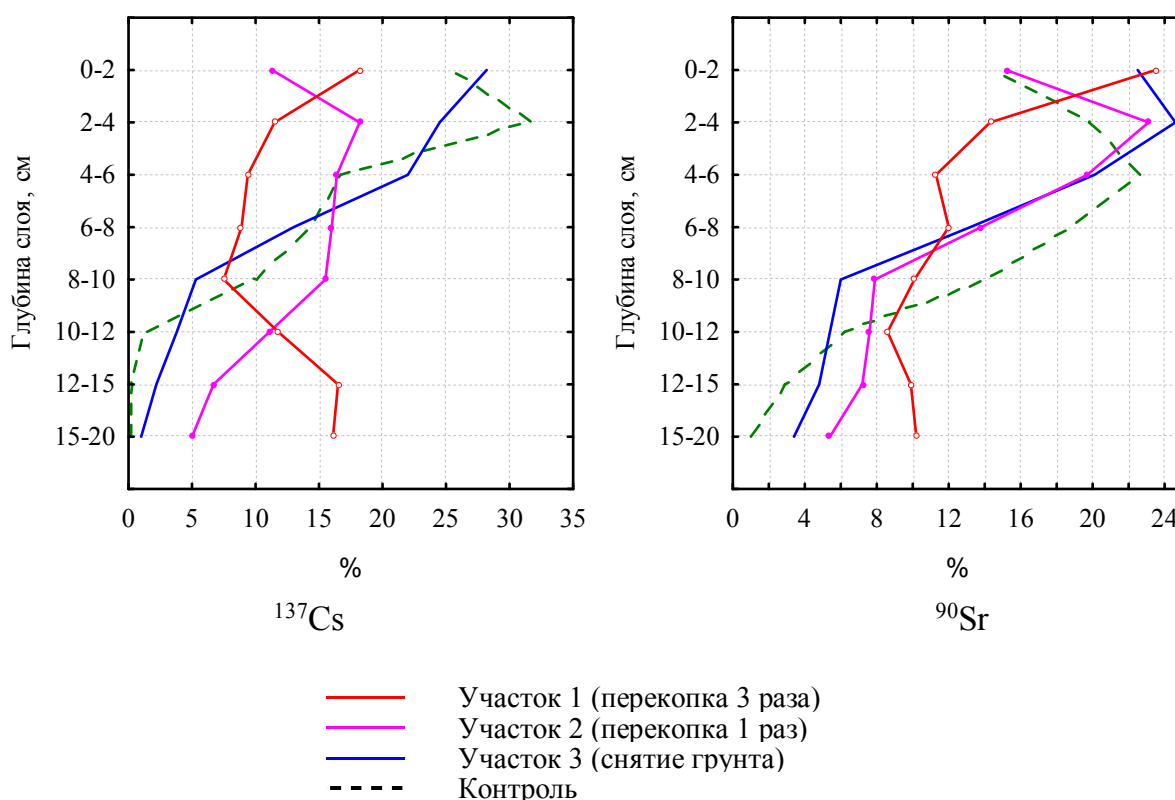 Глубина слоя, см
0-2
2-4
4-6
6-8
8-10
10-12
12-15
15-20
0 5 10 15 20 25 30 35
%
137Cs
Глубина слоя, см
0-2
2-4
4-6
6-8
8-10
10-12
12-15
15-20
0 4 8 12 16 20 24
%
90Sr
Участок 1 (перекопка 3 раза)
Участок 2 (перекопка 1 раз)
Участок 3 (снятие грунта)
Контроль